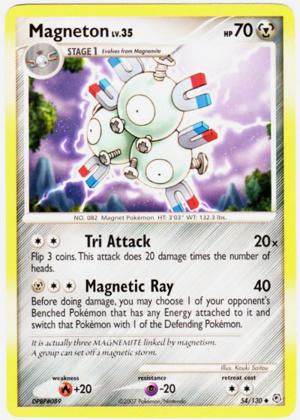 Magneton LV.35 HP 70
STAGE 1 Evolves from Magnemite
NO. 082 Magnet Pokémon. HT: 3'03" WT: 132.3 lbs.
Tri Attack 20×
Flip 3 coins. This attack does 20 damage times the number of
heads.
Magnetic Ray 40
Before doing damage, you may choose 1 of your opponent's
Benched Pokémon that has any Energy attached to it and
switch that Pokémon with 1 of the Defending Pokémon.
It is actually three MAGNEMITE linked by magnetism.
A group can set off a magnetic storm.
Illus. Kouki Saitou
weakness resistance retreat cost
+20 -20
DPBP#089 ©2007 Pokémon/Nintendo 54/130